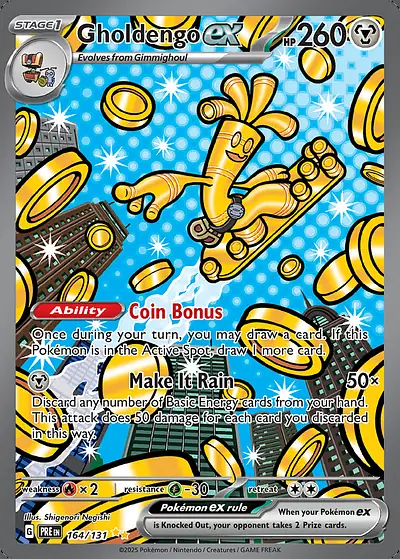 STAGE1
Gholdengo ex HP 260
Evolves from Gimmighoul
Ability Coin Bonus
Once during your turn, you may draw a card. If this
Pokémon is in the Active Spot, draw 1 more card.
Make It Rain 50×
Discard any number of Basic Energy cards from your hand.
This attack does 50 damage for each card you discarded
in this way.
weakness × 2 resistance -30 retreat
Illus. Shigenori Negishi
Pokémon ex rule
When your Pokémon ex
is Knocked Out, your opponent takes 2 Prize cards.
G PRE EN 164/131
©2025 Pokémon / Nintendo / Creatures / GAME FREAK